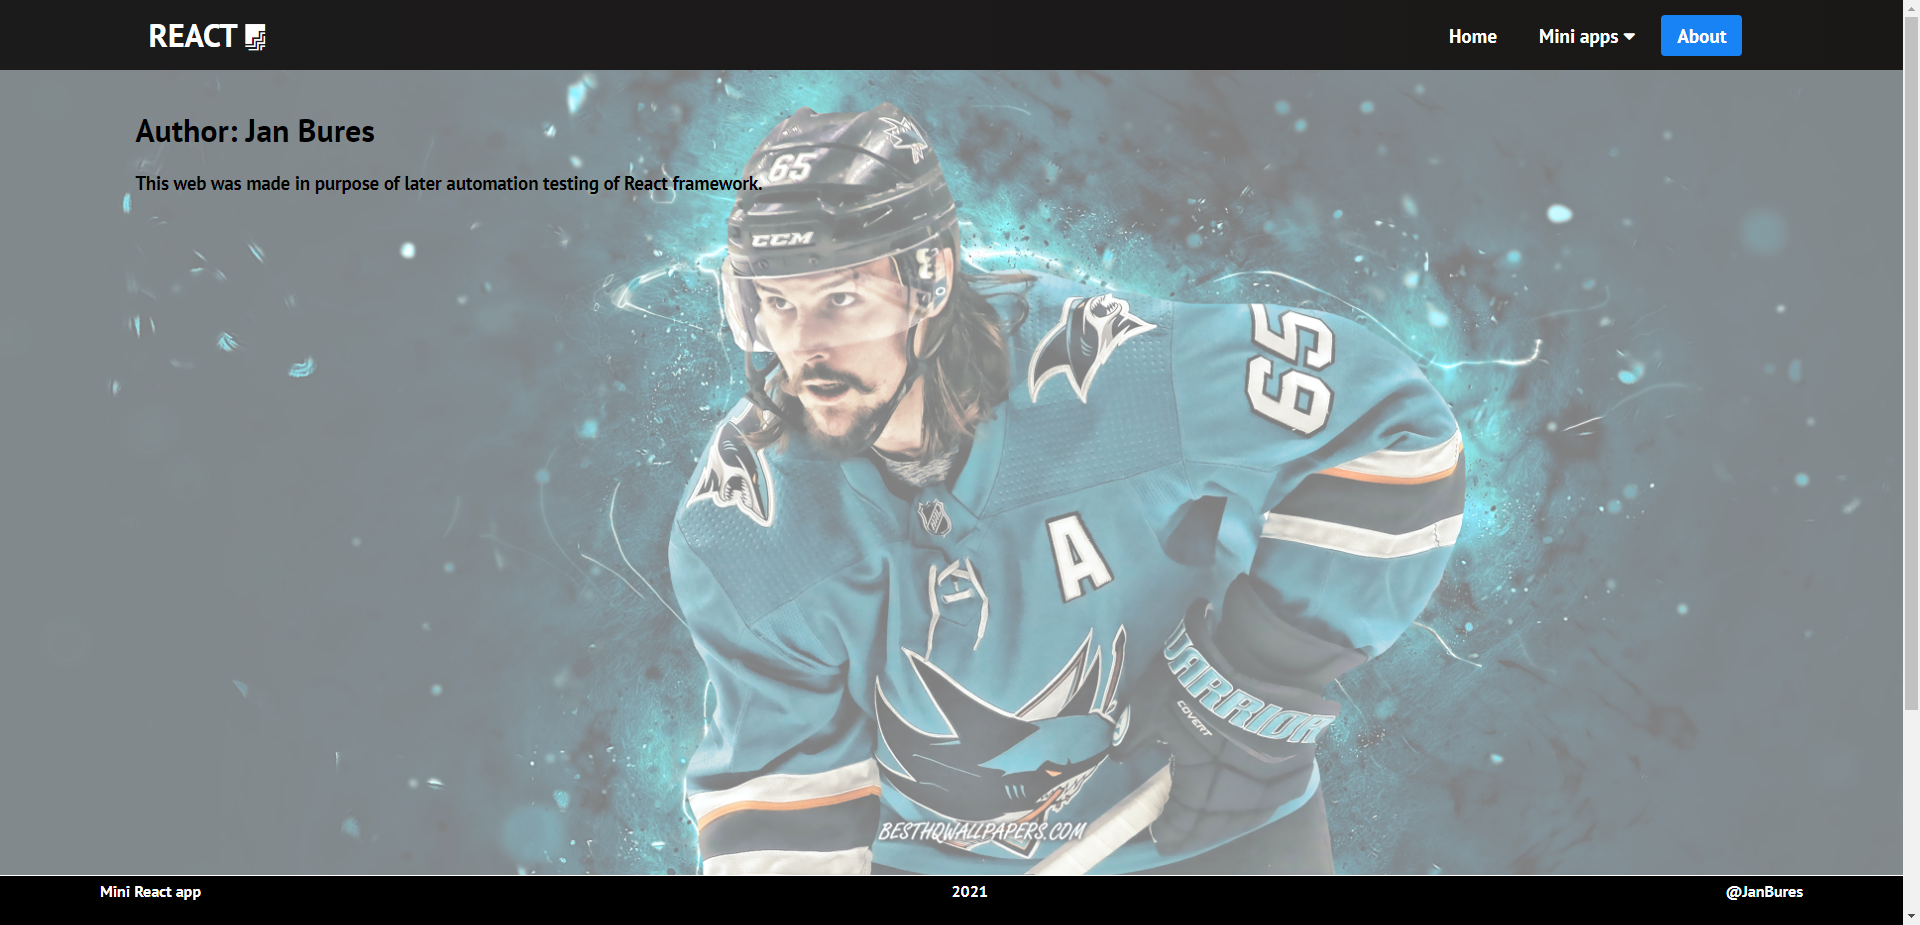 REACT
Home
Mini apps
About
Author: Jan Bures
This web was made in purpose of later automation testing of React framework.
65
CCM
65
A
WARRIOR
COVERT
BESTHQWALLPAPERS.COM
Mini React app
2021
@JanBures